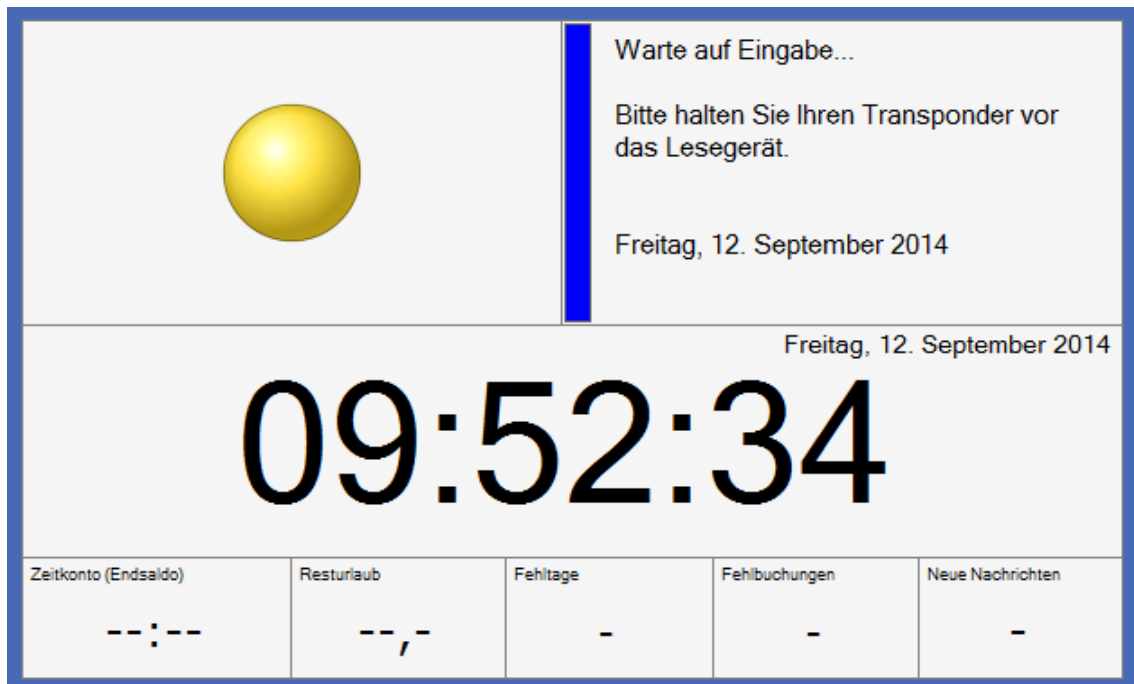 Warte auf Eingabe...
Bitte halten Sie Ihren Transponder vor
das Lesegerät.
Freitag, 12. September 2014
Freitag, 12. September 2014
09:52:34
Zeitkonto (Endsaldo)
Resturlaub
Fehltage
Fehlbuchungen
Neue Nachrichten
--:--
--,-
-
-
-